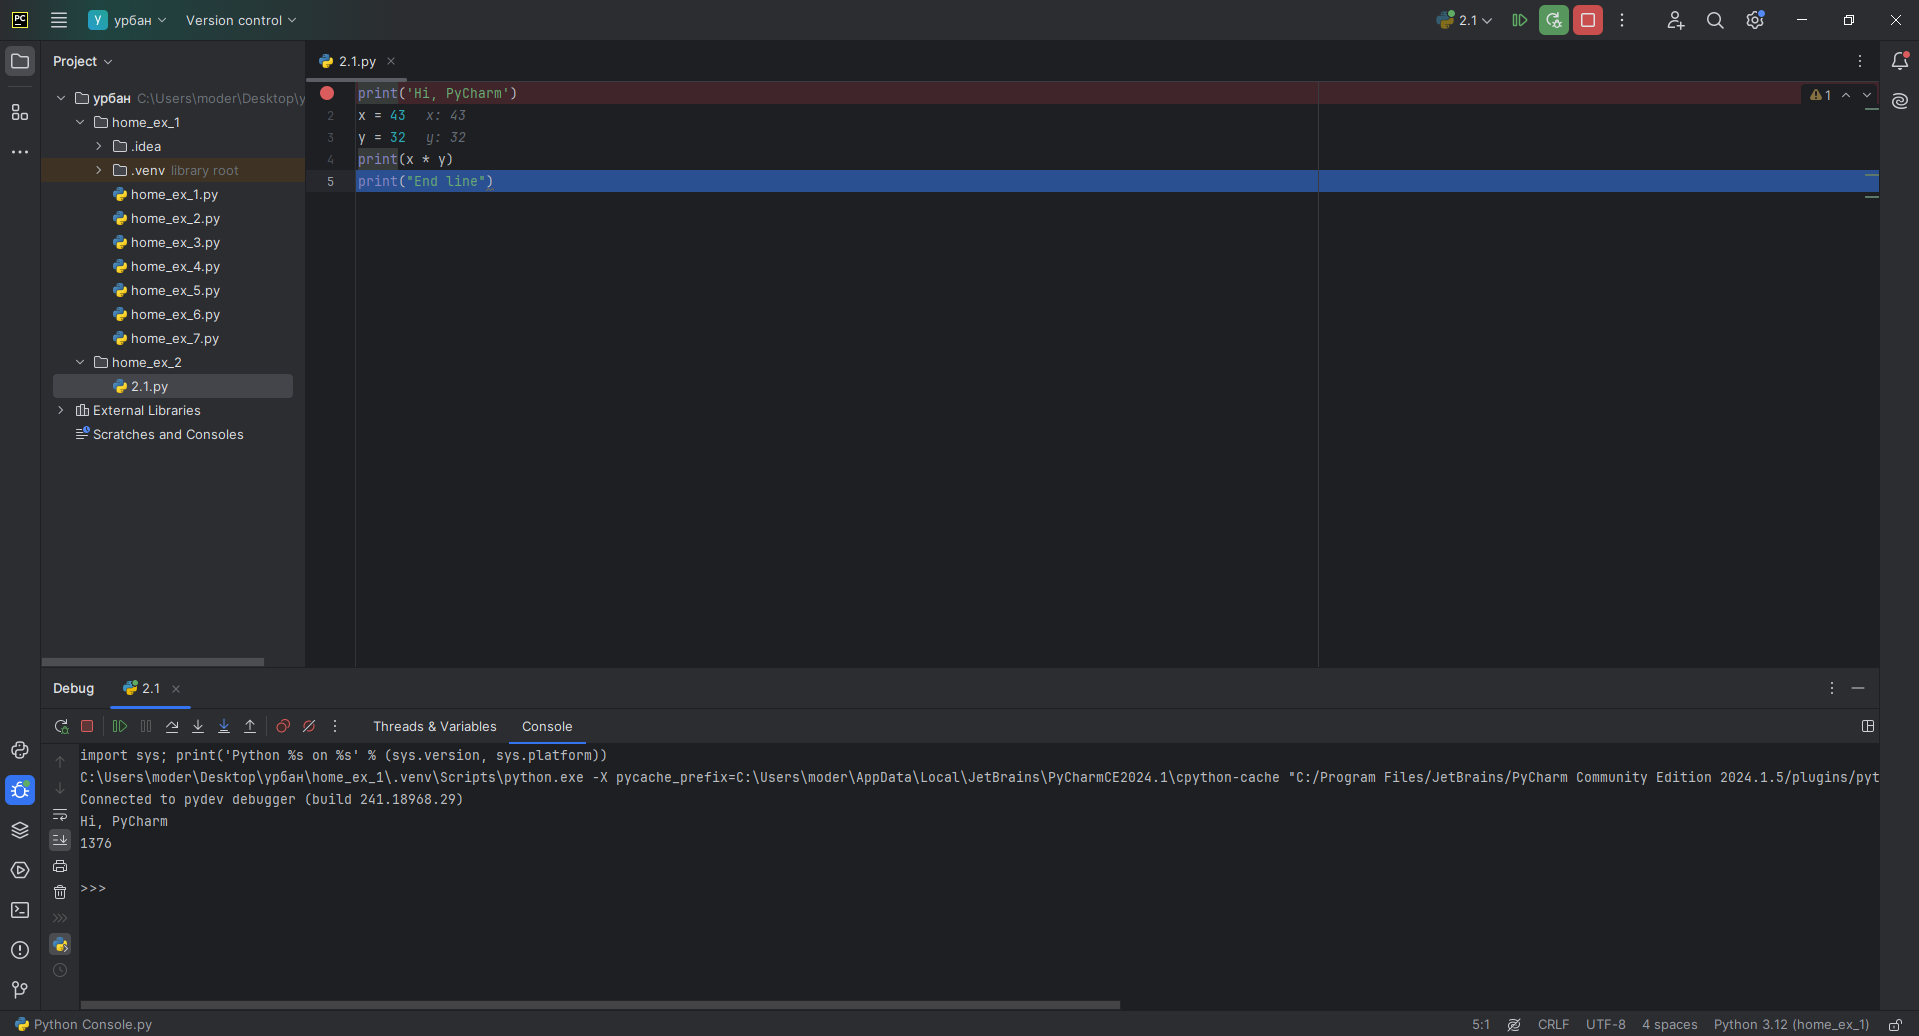 PC У урбан Version control 2.1
Project 2.1.py
урбан C:\Users\moder\Desktop\у
home_ex_1
.idea
.venv library root
home_ex_1.py
home_ex_2.py
home_ex_3.py
home_ex_4.py
home_ex_5.py
home_ex_6.py
home_ex_7.py
home_ex_2
2.1.py
External Libraries
Scratches and Consoles
print('Hi, PyCharm') 1
2 x = 43 x: 43
3 y = 32 y: 32
4 print(x * y)
5 print("End line")
Debug 2.1
Threads & Variables Console
import sys; print('Python %s on %s' % (sys.version, sys.platform))
C:\Users\moder\Desktop\урбан\home_ex_1\.venv\Scripts\python.exe -X pycache_prefix=C:\Users\moder\AppData\Local\JetBrains\PyCharmCE2024.1\cpython-cache "C:/Program Files/JetBrains/PyCharm Community Edition 2024.1.5/plugins/pyt
Connected to pydev debugger (build 241.18968.29)
Hi, PyCharm
1376
>>>
Python Console.py 5:1 CRLF UTF-8 4 spaces Python 3.12 (home_ex_1)